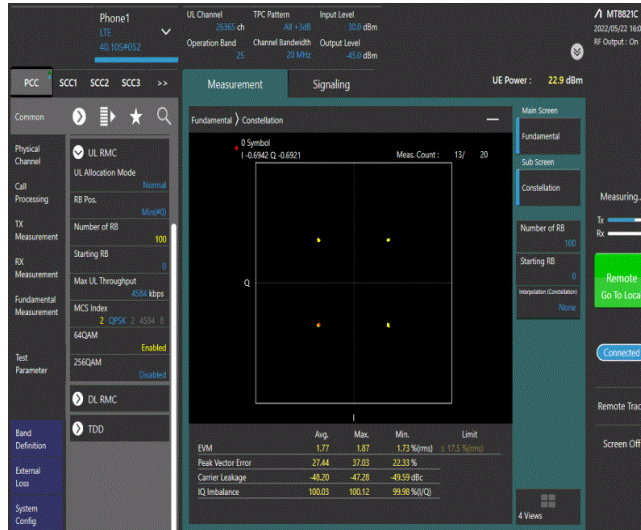 Phone1
LTE
40.10S#052
UL Channel TPC Pattern Input Level
26365 ch All +3dB 30.0 dBm
Operation Band Channel Bandwidth Output Level
25 20 MHz -45.0 dBm
MT8821C
2022/05/22 16:0
RF Output : On
PCC SCC1 SCC2 SCC3 >>
Measurement Signaling
UE Power : 22.9 dBm
Common
Physical
Channel
Call
Processing
TX
Measurement
RX
Measurement
Fundamental
Measurement
Test
Parameter
Band
Definition
External
Loss
System
Config
UL RMC
UL Allocation Mode
Normal
RB Pos.
Min(#0)
Number of RB
100
Starting RB
0
Max UL Throughput
4584 kbps
MCS Index
2 QPSK 2 4584 8
64QAM
Enabled
256QAM
Disabled
DL RMC
TDD
Fundamental ⟩ Constellation
0 Symbol
I -0.6942 Q -0.6921 Meas. Count : 13/ 20
Q
I
Avg. Max. Min. Limit
EVM 1.77 1.87 1.73 %(rms) ≤ 17.5 %(rms)
Peak Vector Error 27.44 37.03 22.33 %
Carrier Leakage -48.20 -47.28 -49.59 dBc
IQ Imbalance 100.03 100.12 99.98 %(I/Q)
Main Screen
Fundamental
Sub Screen
Constellation
Number of RB
100
Starting RB
0
Interpolation (Constellation)
None
4 Views
Measuring..
Tx
Rx
Remote
Go To Loca
Connected
Remote Trac
Screen Off